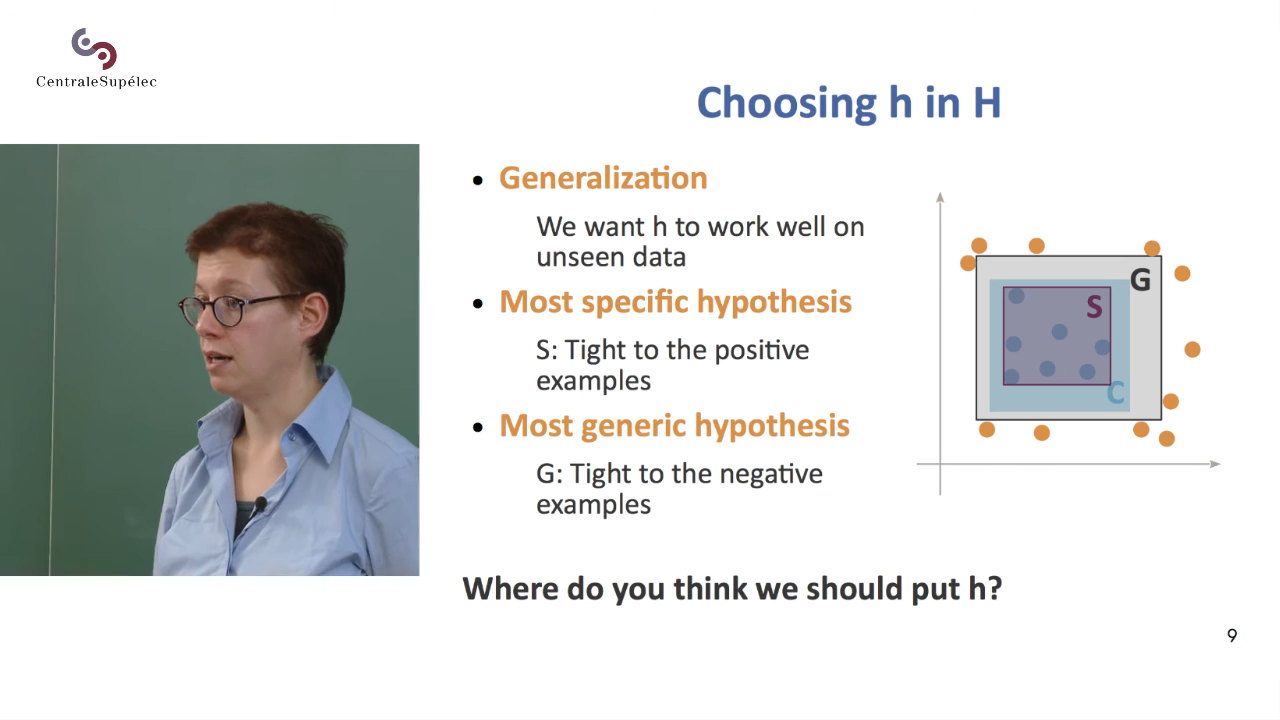 CentraleSupélec
Choosing h in H
• Generalization
We want h to work well on
unseen data
• Most specific hypothesis
S: Tight to the positive
examples
• Most generic hypothesis
G: Tight to the negative
examples
G
S
C
Where do you think we should put h?
9